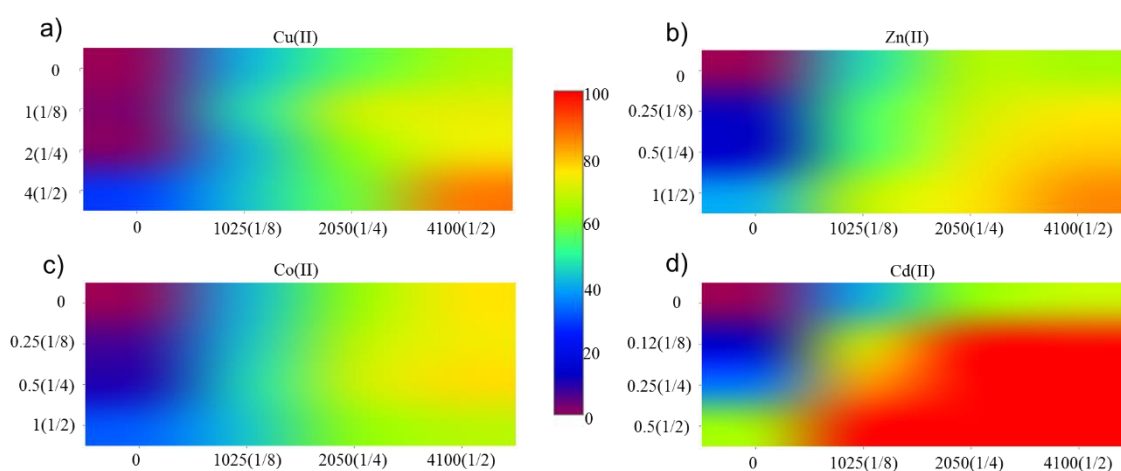 a)
Cu(II)
0
1(1/8)
2(1/4)
4(1/2)
0 1025(1/8) 2050(1/4) 4100(1/2)
b)
Zn(II)
0
0.25(1/8)
0.5(1/4)
1(1/2)
0 1025(1/8) 2050(1/4) 4100(1/2)
100
80
60
40
20
0
c)
Co(II)
0
0.25(1/8)
0.5(1/4)
1(1/2)
0 1025(1/8) 2050(1/4) 4100(1/2)
d)
Cd(II)
0
0.12(1/8)
0.25(1/4)
0.5(1/2)
0 1025(1/8) 2050(1/4) 4100(1/2)